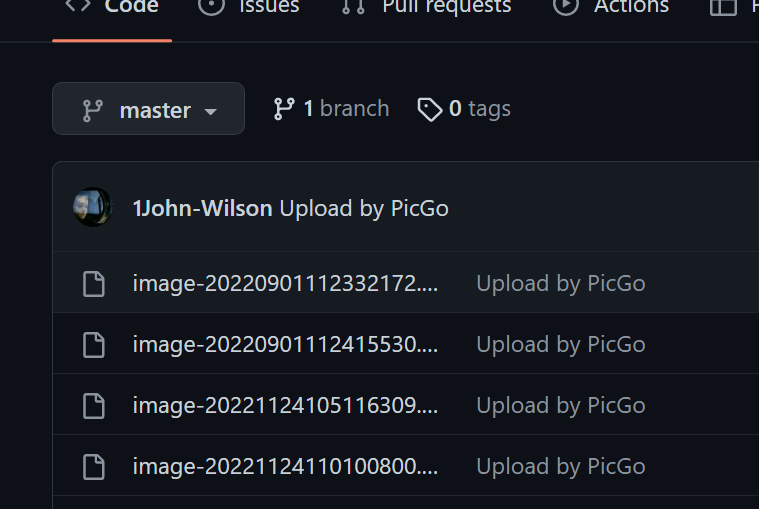 Code Issues Pull requests Actions
master 1 branch 0 tags
1John-Wilson Upload by PicGo
image-20220901112332172.... Upload by PicGo
image-20220901112415530.... Upload by PicGo
image-20221124105116309.... Upload by PicGo
image-20221124110100800.... Upload by PicGo